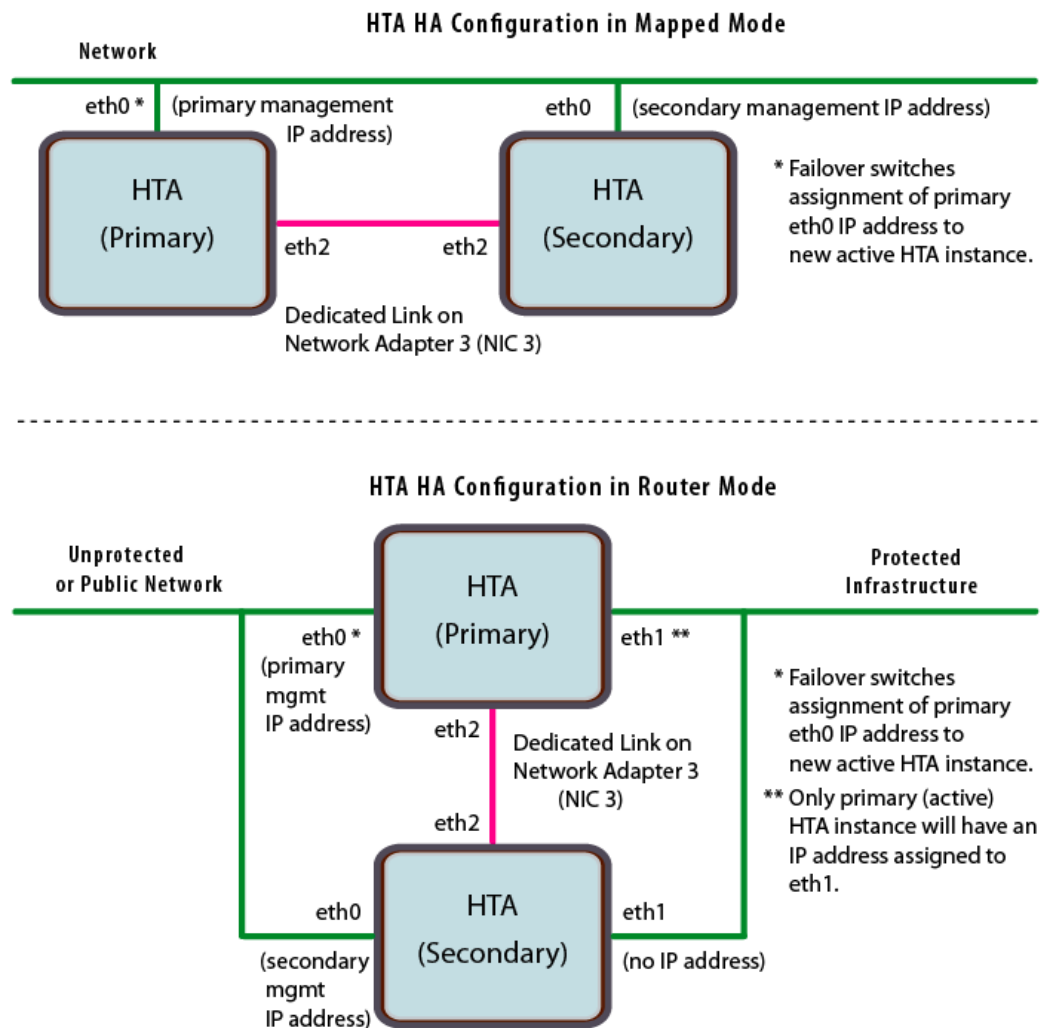 HTA HA Configuration in Mapped Mode
Network
eth0 *
(primary management
IP address)
eth0
(secondary management IP address)
HTA
(Primary)
HTA
(Secondary)
eth2
eth2
Dedicated Link on
Network Adapter 3 (NIC 3)
* Failover switches
assignment of primary
eth0 IP address to
new active HTA instance.
HTA HA Configuration in Router Mode
Unprotected
or Public Network
Protected
Infrastructure
HTA
(Primary)
eth0 *
(primary
mgmt
IP address)
eth1 **
eth2
Dedicated Link on
Network Adapter 3
(NIC 3)
eth2
* Failover switches
assignment of primary
eth0 IP address to
new active HTA instance.
** Only primary (active)
HTA instance will have an
IP address assigned to
eth1.
HTA
(Secondary)
eth0
(secondary
mgmt
IP address)
eth1
(no IP address)